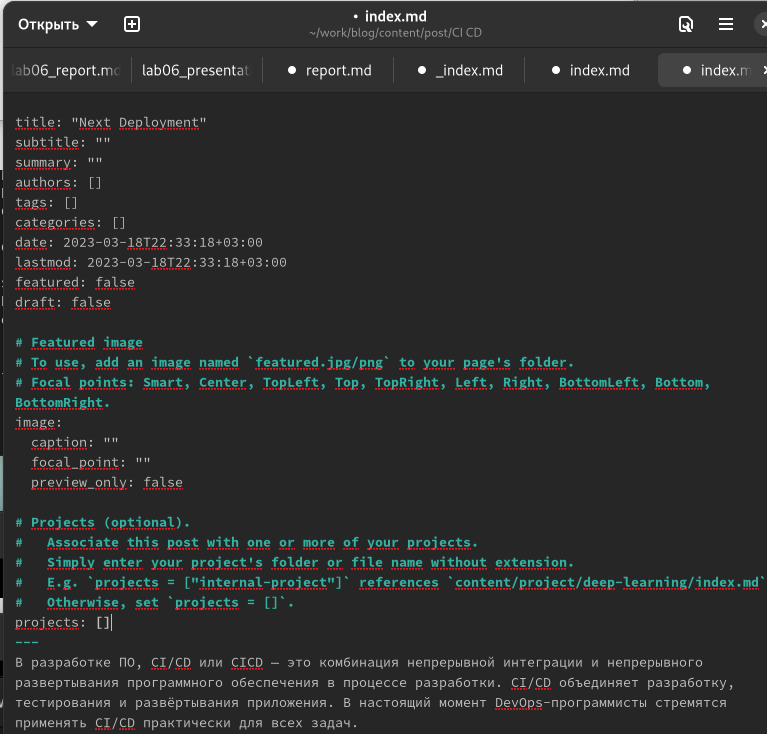 Открыть
• index.md
~/work/blog/content/post/CI CD
lab06_report.md
lab06_presentat
• report.md
• _index.md
• index.md
• index.m
title: "Next Deployment"
subtitle: ""
summary: ""
authors: []
tags: []
categories: []
date: 2023-03-18T22:33:18+03:00
lastmod: 2023-03-18T22:33:18+03:00
featured: false
draft: false
# Featured image
# To use, add an image named `featured.jpg/png` to your page's folder.
# Focal points: Smart, Center, TopLeft, Top, TopRight, Left, Right, BottomLeft, Bottom,
BottomRight.
image:
  caption: ""
  focal_point: ""
  preview_only: false
# Projects (optional).
#   Associate this post with one or more of your projects.
#   Simply enter your project's folder or file name without extension.
#   E.g. `projects = ["internal-project"]` references `content/project/deep-learning/index.md`
#   Otherwise, set `projects = []`.
projects: []
---
В разработке ПО, CI/CD или CICD — это комбинация непрерывной интеграции и непрерывного
развертывания программного обеспечения в процессе разработки. CI/CD объединяет разработку,
тестирования и развёртывания приложения. В настоящий момент DevOps-программисты стремятся
применять CI/CD практически для всех задач.